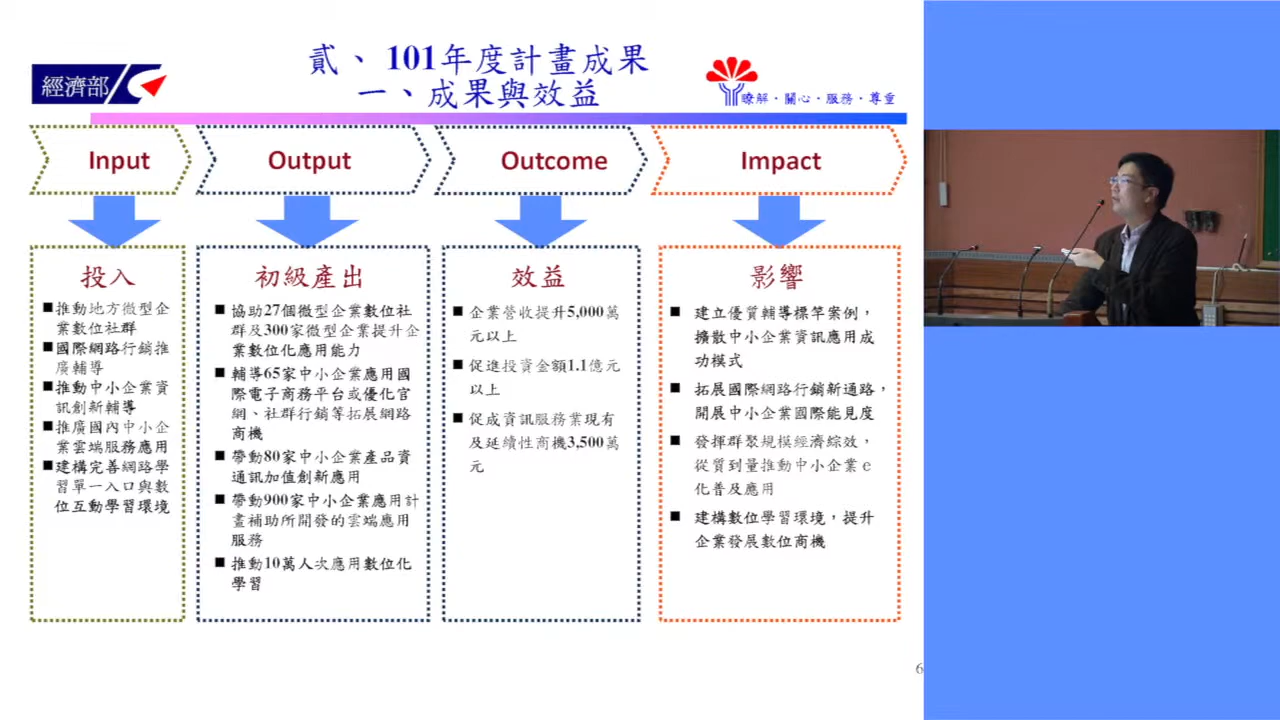 貳、101年度計畫成果
一、成果與效益
經濟部
瞭解・關心・服務・尊重
Input
Output
Outcome
Impact
投入
■推動地方微型企
業數位社群
■國際網路行銷推
廣輔導
■推動中小企業資
訊創新輔導
■推廣國內中小企
業雲端服務應用
■建構完善網路學
習單一入口與數
位互動學習環境
初級產出
■ 協助27個微型企業數位社
群及300家微型企業提升企
業數位化應用能力
■ 輔導65家中小企業應用國
際電子商務平台或優化官
網、社群行銷等拓展網路
商機
■ 帶動80家中小企業產品資
通訊加值創新應用
■ 帶動900家中小企業應用計
畫補助所開發的雲端應用
服務
■ 推動10萬人次應用數位化
學習
效益
■ 企業營收提升5,000萬
元以上
■ 促進投資金額1.1億元
以上
■ 促成資訊服務業現有
及延續性商機3,500萬
元
影響
■ 建立優質輔導標竿案例，
擴散中小企業資訊應用成
功模式
■ 拓展國際網路行銷新通路，
開展中小企業國際能見度
■ 發揮群聚規模經濟綜效，
從質到量推動中小企業e
化普及應用
■ 建構數位學習環境，提升
企業發展數位商機
6